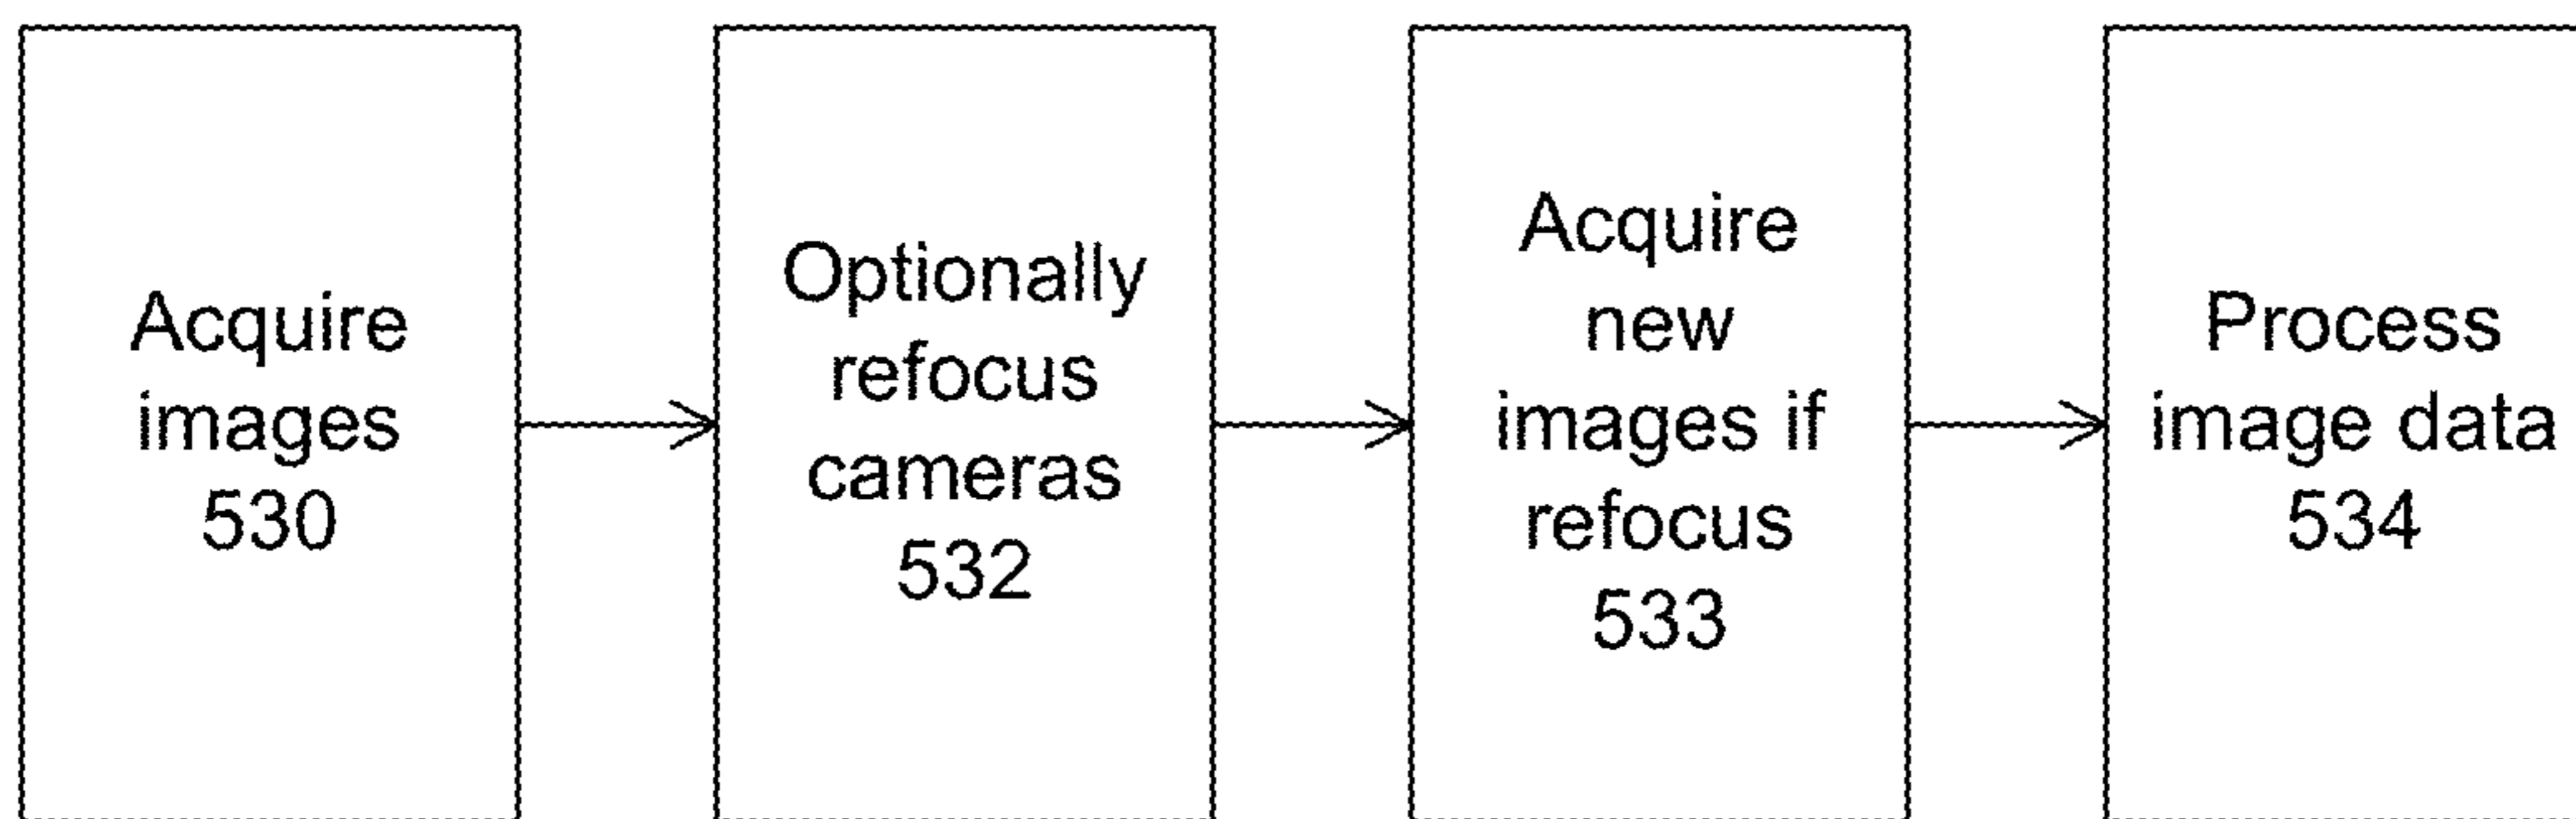 Acquire
images
530
Optionally
refocus
cameras
532
Acquire
new
images if
refocus
533
Process
image data
534